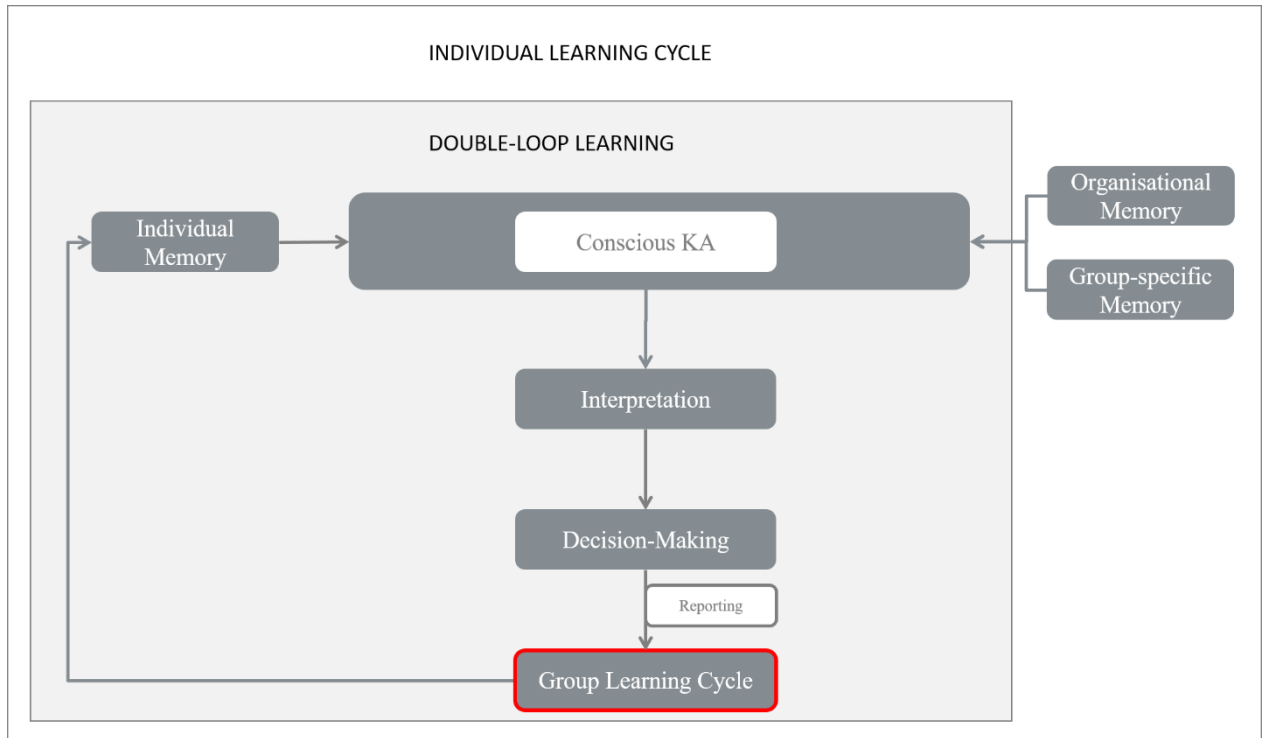 INDIVIDUAL LEARNING CYCLE
DOUBLE-LOOP LEARNING
Individual
Memory
Conscious KA
Organisational
Memory
Group-specific
Memory
Interpretation
Decision-Making
Reporting
Group Learning Cycle